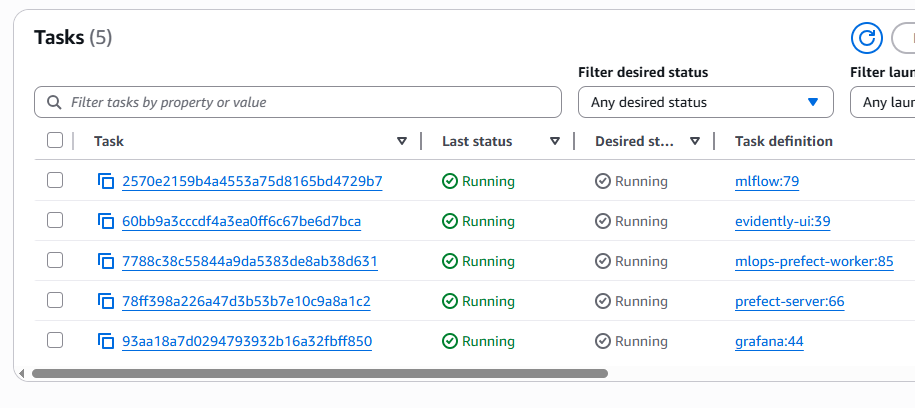 Tasks (5)
Filter desired status Filter laun
Filter tasks by property or value Any desired status Any laun
Task Last status Desired st... Task definition
2570e2159b4a4553a75d8165bd4729b7 Running Running mlflow:79
60bb9a3cccdf4a3ea0ff6c67be6d7bca Running Running evidently-ui:39
7788c38c55844a9da5383de8ab38d631 Running Running mlops-prefect-worker:85
78ff398a226a47d3b53b7e10c9a8a1c2 Running Running prefect-server:66
93aa18a7d0294793932b16a32fbff850 Running Running grafana:44